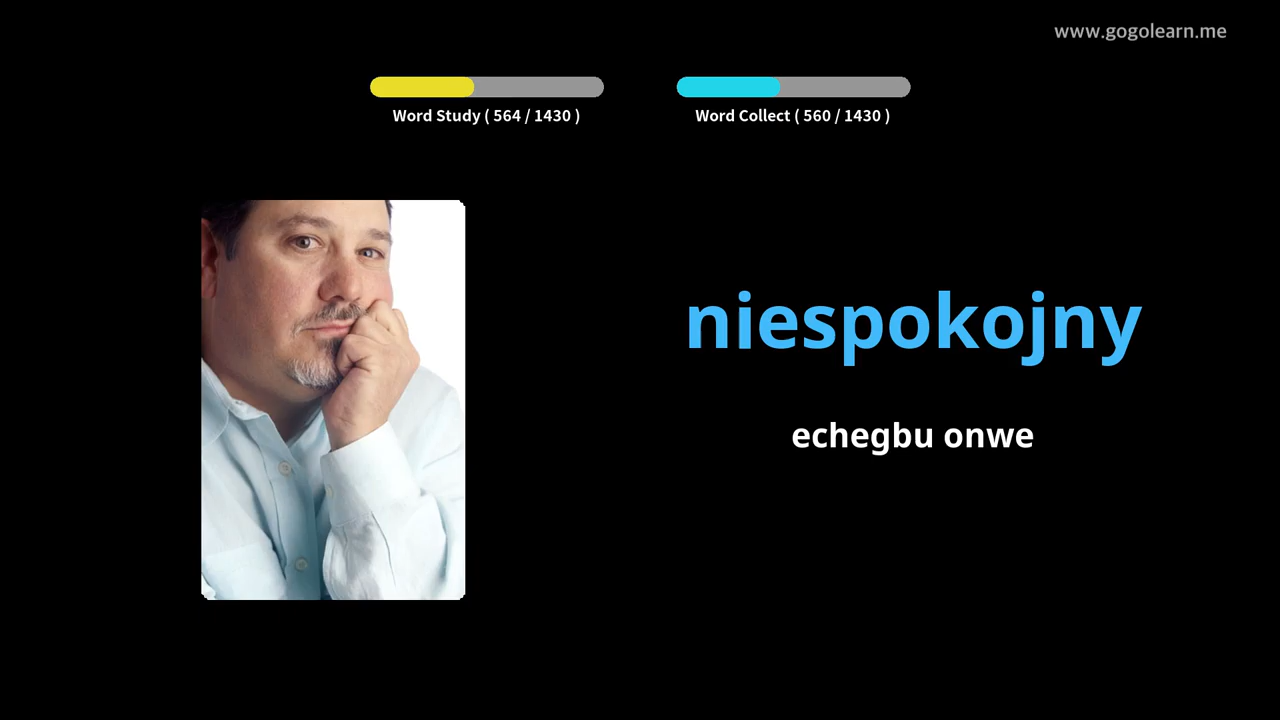 www.gogolearn.me
Word Study ( 564 / 1430 )
Word Collect ( 560 / 1430 )
niespokojny
echegbu onwe